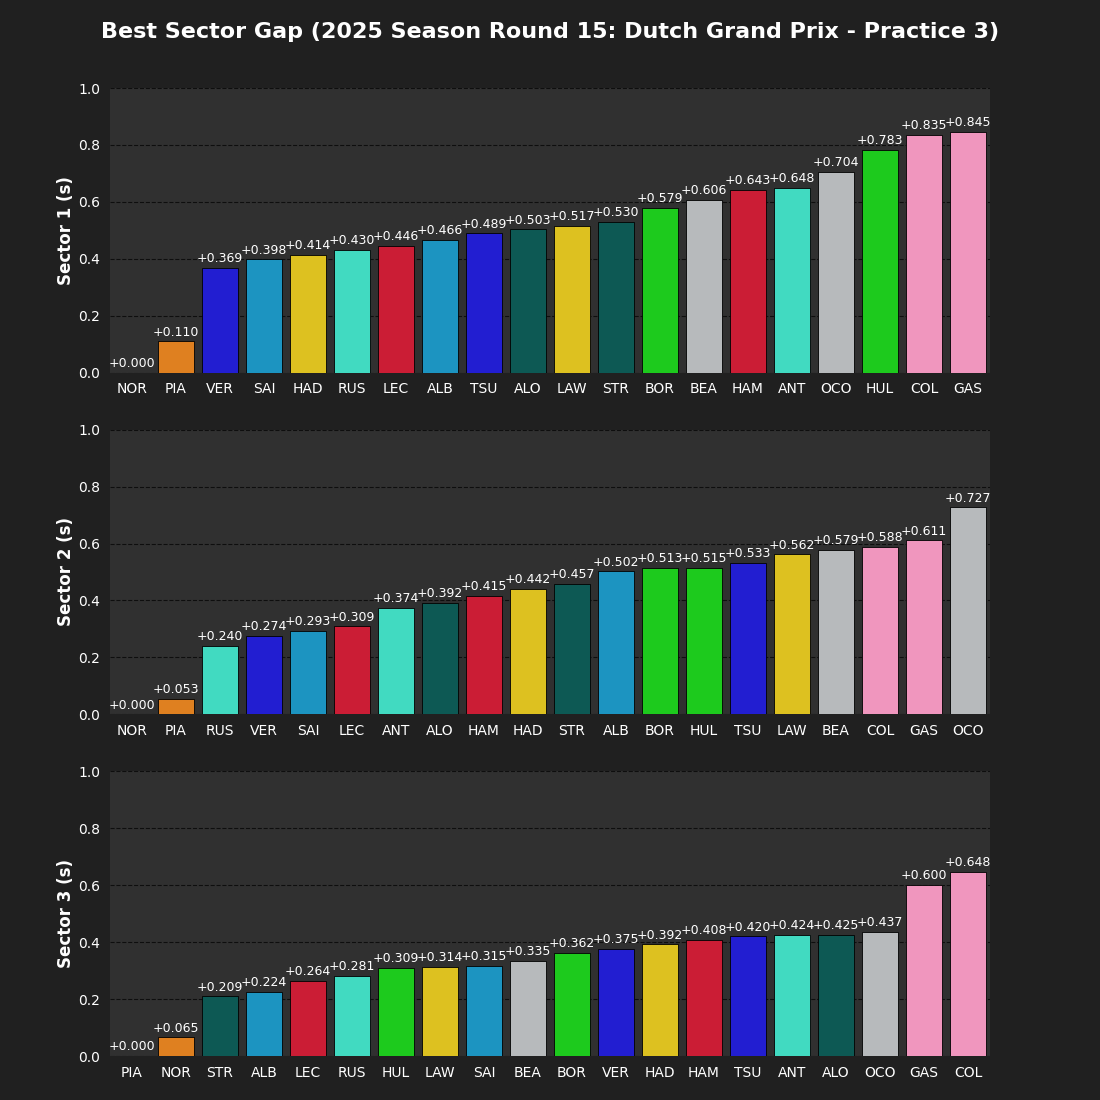 Best Sector Gap (2025 Season Round 15: Dutch Grand Prix - Practice 3)
Sector 1 (s)
1.0
0.8
0.6
0.4
0.2
0.0
+0.000 +0.110 +0.369 +0.398 +0.414 +0.430 +0.446 +0.466 +0.489 +0.503 +0.517 +0.530 +0.579 +0.606 +0.643 +0.648 +0.704 +0.783 +0.835 +0.845
NOR PIA VER SAI HAD RUS LEC ALB TSU ALO LAW STR BOR BEA HAM ANT OCO HUL COL GAS
Sector 2 (s)
1.0
0.8
0.6
0.4
0.2
0.0
+0.000 +0.053 +0.240 +0.274 +0.293 +0.309 +0.374 +0.392 +0.415 +0.442 +0.457 +0.502 +0.513 +0.515 +0.533 +0.562 +0.579 +0.588 +0.611 +0.727
NOR PIA RUS VER SAI LEC ANT ALO HAM HAD STR ALB BOR HUL TSU LAW BEA COL GAS OCO
Sector 3 (s)
1.0
0.8
0.6
0.4
0.2
0.0
+0.000 +0.065 +0.209 +0.224 +0.264 +0.281 +0.309 +0.314 +0.315 +0.335 +0.362 +0.375 +0.392 +0.408 +0.420 +0.424 +0.425 +0.437 +0.600 +0.648
PIA NOR STR ALB LEC RUS HUL LAW SAI BEA BOR VER HAD HAM TSU ANT ALO OCO GAS COL